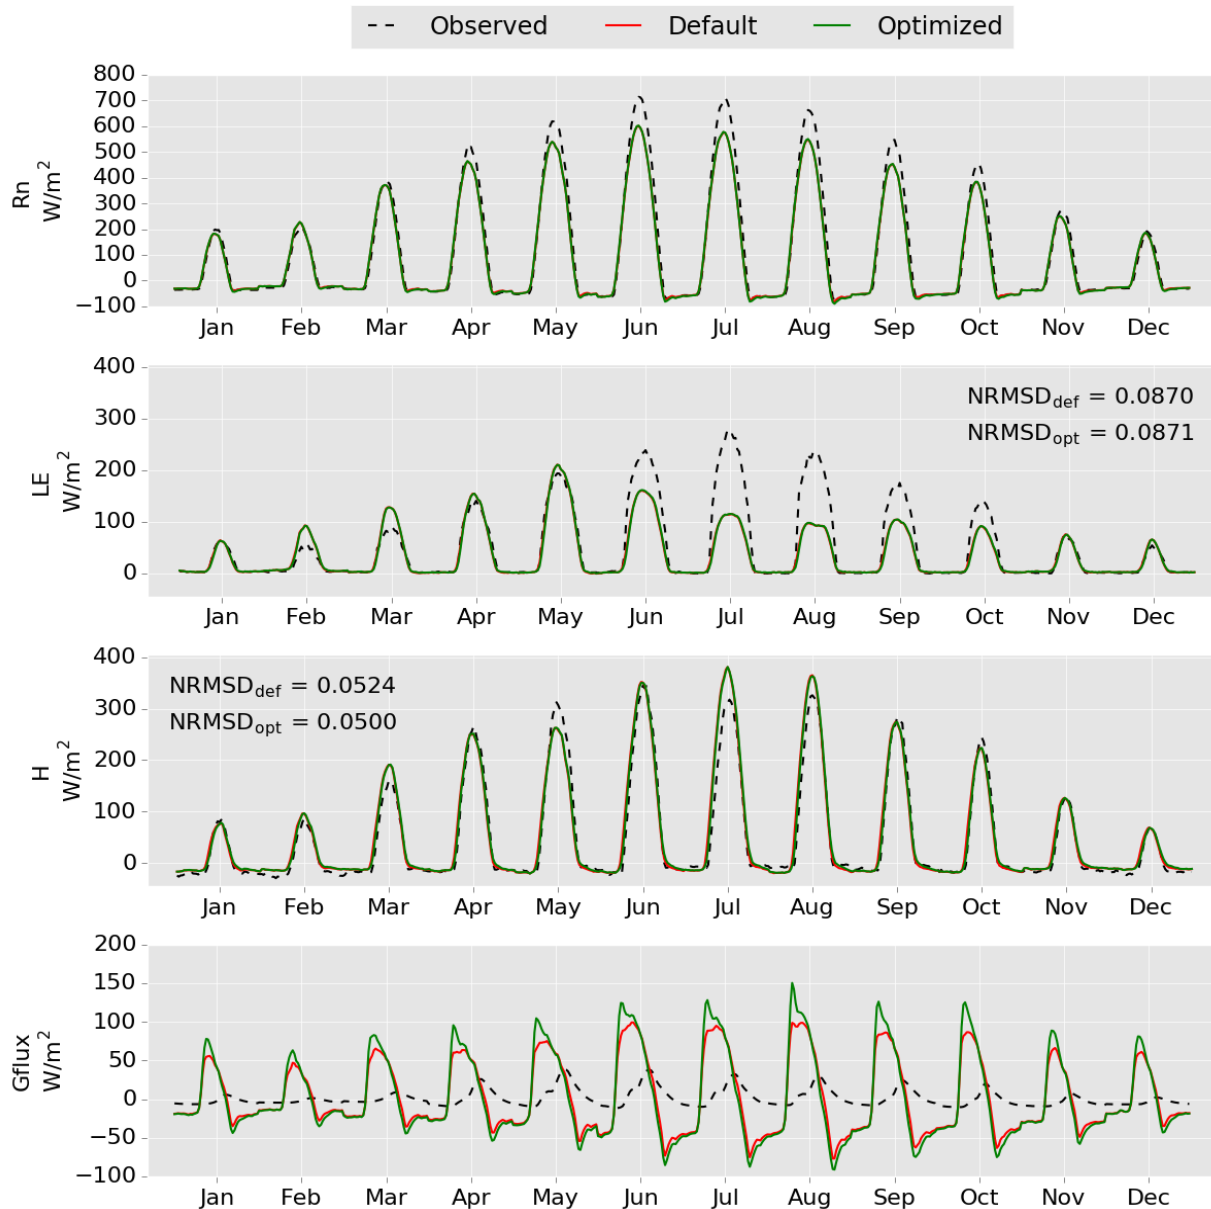 Observed Default Optimized
800
700
600
500
400
300
200
100
0
−100
Rn
W/m²
Jan Feb Mar Apr May Jun Jul Aug Sep Oct Nov Dec
400
300
200
100
0
LE
W/m²
NRMSD_def = 0.0870
NRMSD_opt = 0.0871
Jan Feb Mar Apr May Jun Jul Aug Sep Oct Nov Dec
400
300
200
100
0
H
W/m²
NRMSD_def = 0.0524
NRMSD_opt = 0.0500
Jan Feb Mar Apr May Jun Jul Aug Sep Oct Nov Dec
200
150
100
50
0
−50
−100
Gflux
W/m²
Jan Feb Mar Apr May Jun Jul Aug Sep Oct Nov Dec